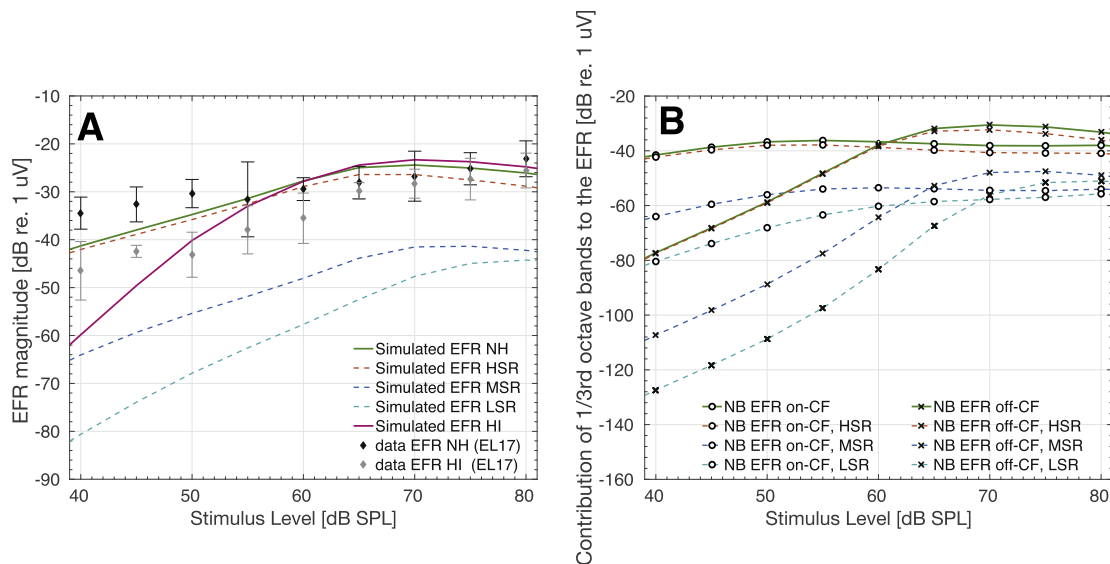 A
EFR magnitude [dB re. 1 uV]
-10
-20
-30
-40
-50
-60
-70
-80
-90
40
50
60
70
80
Stimulus Level [dB SPL]
Simulated EFR NH
Simulated EFR HSR
Simulated EFR MSR
Simulated EFR LSR
Simulated EFR HI
data EFR NH (EL17)
data EFR HI (EL17)
B
Contribution of 1/3rd octave bands to the EFR [dB re. 1 uV]
-20
-40
-60
-80
-100
-120
-140
-160
40
50
60
70
80
Stimulus Level [dB SPL]
NB EFR on-CF
NB EFR on-CF, HSR
NB EFR on-CF, MSR
NB EFR on-CF, LSR
NB EFR off-CF
NB EFR off-CF, HSR
NB EFR off-CF, MSR
NB EFR off-CF, LSR